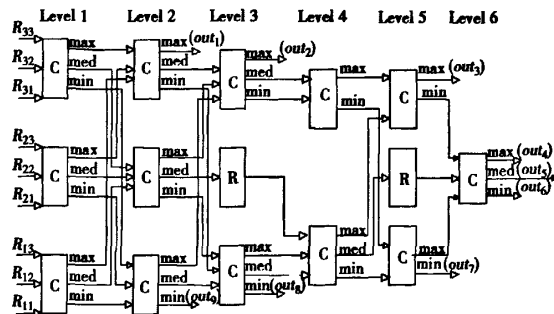 Level 1 Level 2 Level 3 Level 4 Level 5 Level 6
R33 max max (out1) max (out2)
R32 C med C med C med max max (out3)
R31 min min min C min C min
R23 max max max (out4)
R22 C med C med R R C med (out5)
R21 min min min (out6)
R13 max max max max max
R12 C med C med C med C med C min (out7)
R11 min min (out9) min (out8) min